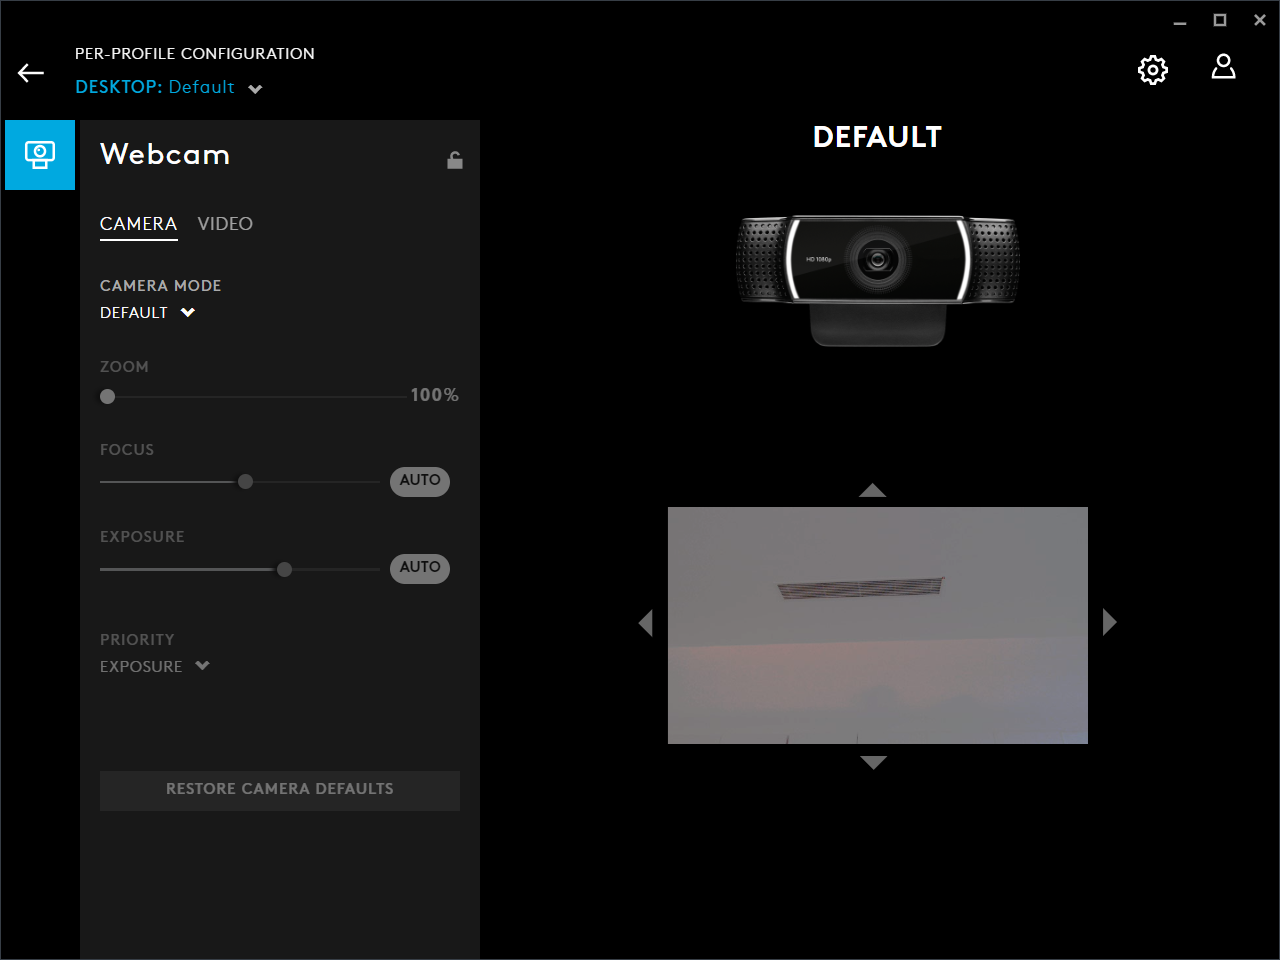 PER-PROFILE CONFIGURATION
DESKTOP: Default
Webcam
CAMERA VIDEO
CAMERA MODE
DEFAULT
ZOOM
100%
FOCUS
AUTO
EXPOSURE
AUTO
PRIORITY
EXPOSURE
RESTORE CAMERA DEFAULTS
DEFAULT
HD 1080p